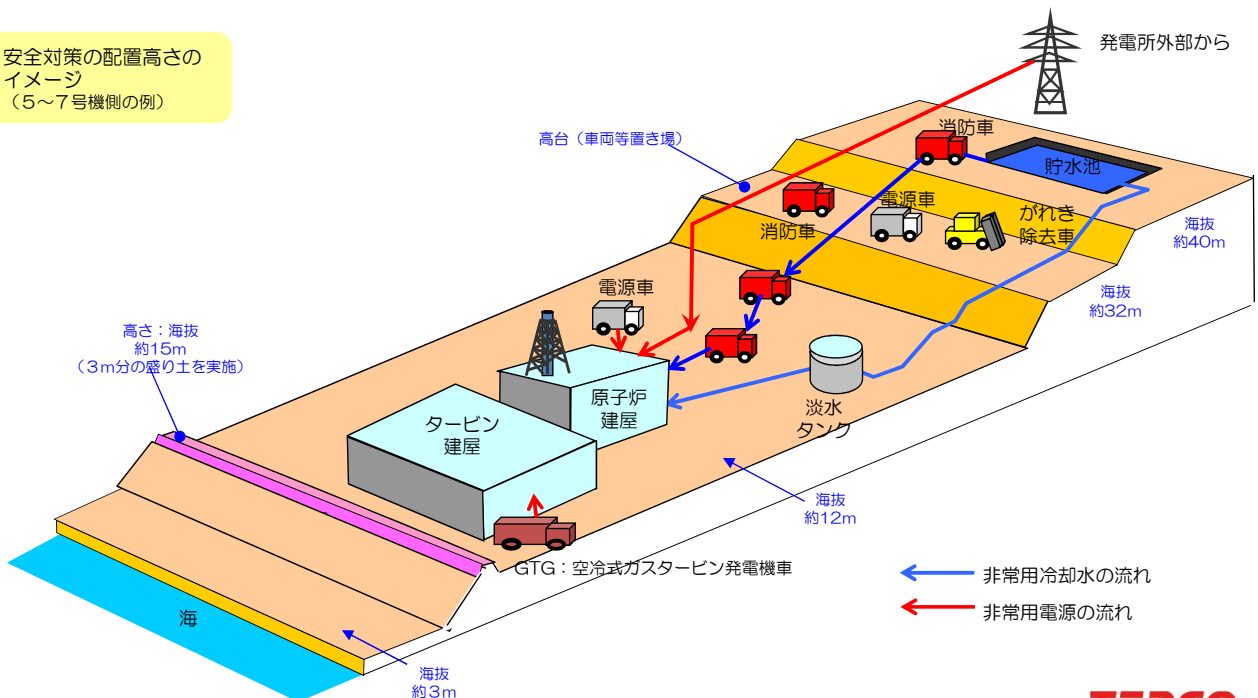 安全対策の配置高さの
イメージ
(5~7号機側の例)
発電所外部から
消防車
高台(車両等置き場)
貯水池
電源車
がれき
除去車
消防車
海抜
約40m
海抜
約32m
電源車
高さ:海抜
約15m
(3m分の盛り土を実施)
原子炉
建屋
タービン
建屋
淡水
タンク
海抜
約12m
GTG:空冷式ガスタービン発電機車
非常用冷却水の流れ
非常用電源の流れ
海
海抜
約3m